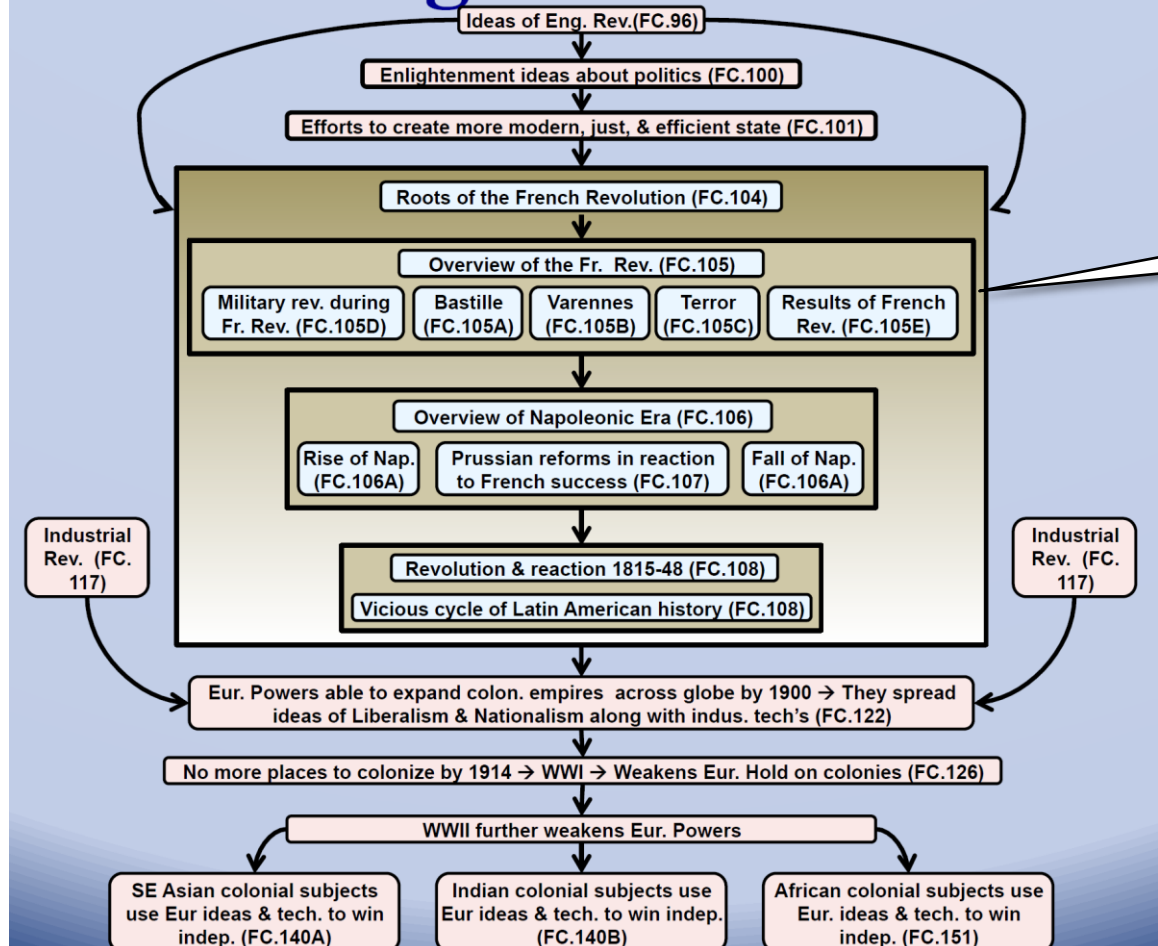 Ideas of Eng. Rev.(FC.96)
Enlightenment ideas about politics (FC.100)
Efforts to create more modern, just, & efficient state (FC.101)
Roots of the French Revolution (FC.104)
Overview of the Fr. Rev. (FC.105)
Military rev. during
Fr. Rev. (FC.105D)
Bastille
(FC.105A)
Varennes
(FC.105B)
Terror
(FC.105C)
Results of French
Rev. (FC.105E)
Overview of Napoleonic Era (FC.106)
Rise of Nap.
(FC.106A)
Prussian reforms in reaction
to French success (FC.107)
Fall of Nap.
(FC.106A)
Industrial
Rev. (FC.
117)
Industrial
Rev. (FC.
117)
Revolution & reaction 1815-48 (FC.108)
Vicious cycle of Latin American history (FC.108)
Eur. Powers able to expand colon. empires across globe by 1900 → They spread
ideas of Liberalism & Nationalism along with indus. tech's (FC.122)
No more places to colonize by 1914 → WWI → Weakens Eur. Hold on colonies (FC.126)
WWII further weakens Eur. Powers
SE Asian colonial subjects
use Eur ideas & tech. to win
indep. (FC.140A)
Indian colonial subjects use
Eur ideas & tech. to win indep.
(FC.140B)
African colonial subjects use
Eur. ideas & tech. to win
indep. (FC.151)